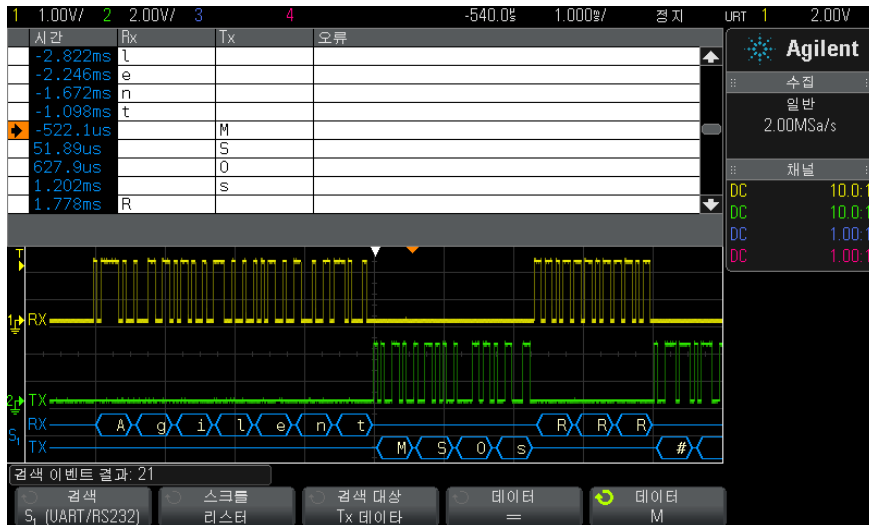 1 1.00V/ 2 2.00V/ 3 4 -540.0㎲ 1.000㎳/ 정지 URT 1 2.00V
시간 Rx Tx 오류
-2.822ms l
-2.246ms e
-1.672ms n
-1.098ms t
-522.1us M
51.89us S
627.9us O
1.202ms s
1.778ms R
Agilent
수집
일반
2.00MSa/s
채널
DC 10.0:1
DC 10.0:1
DC 1.00:1
DC 1.00:1
T
1 RX
2 TX
S1 RX A g i l e n t R R R
TX M S O s #
검색 이벤트 결과: 21
검색
S1 (UART/RS232)
스크롤
리스터
검색 대상
Tx 데이타
데이터
=
데이터
M